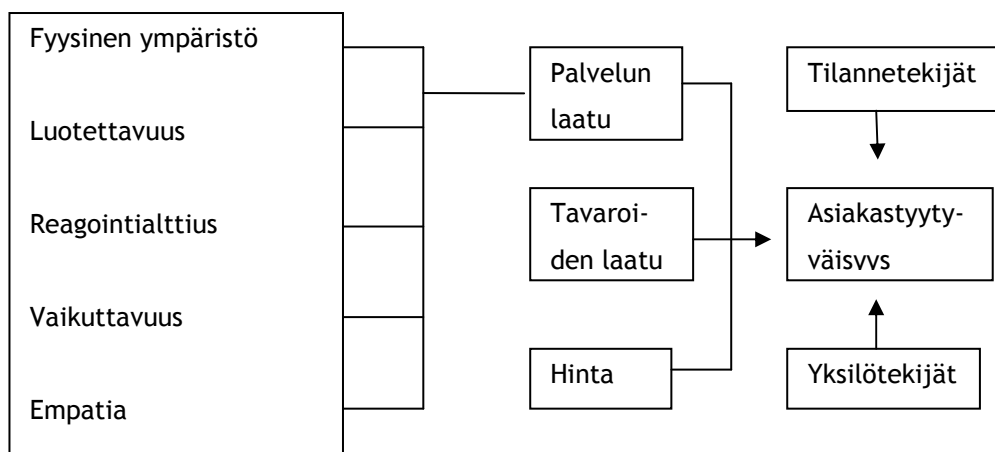 Fyysinen ympäristö
Luotettavuus
Reagointialttius
Vaikuttavuus
Empatia
Palvelun
laatu
Tavaroi-
den laatu
Hinta
Tilannetekijät
Asiakastyyty-
väisyys
Yksilötekijät